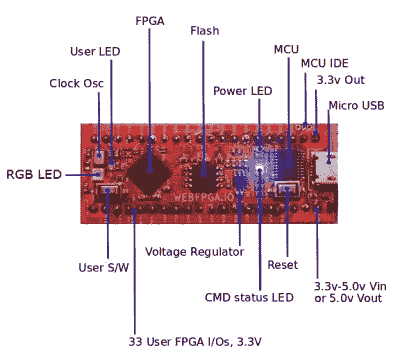 FPGA
User LED
Flash
MCU
MCU IDE
Clock Osc
Power LED
3.3v Out
Micro USB
RGB LED
WEBFPGA.IO
Voltage Regulator
User S/W
Reset
CMD status LED
3.3v-5.0v Vin
or 5.0v Vout
33 User FPGA I/Os, 3.3V